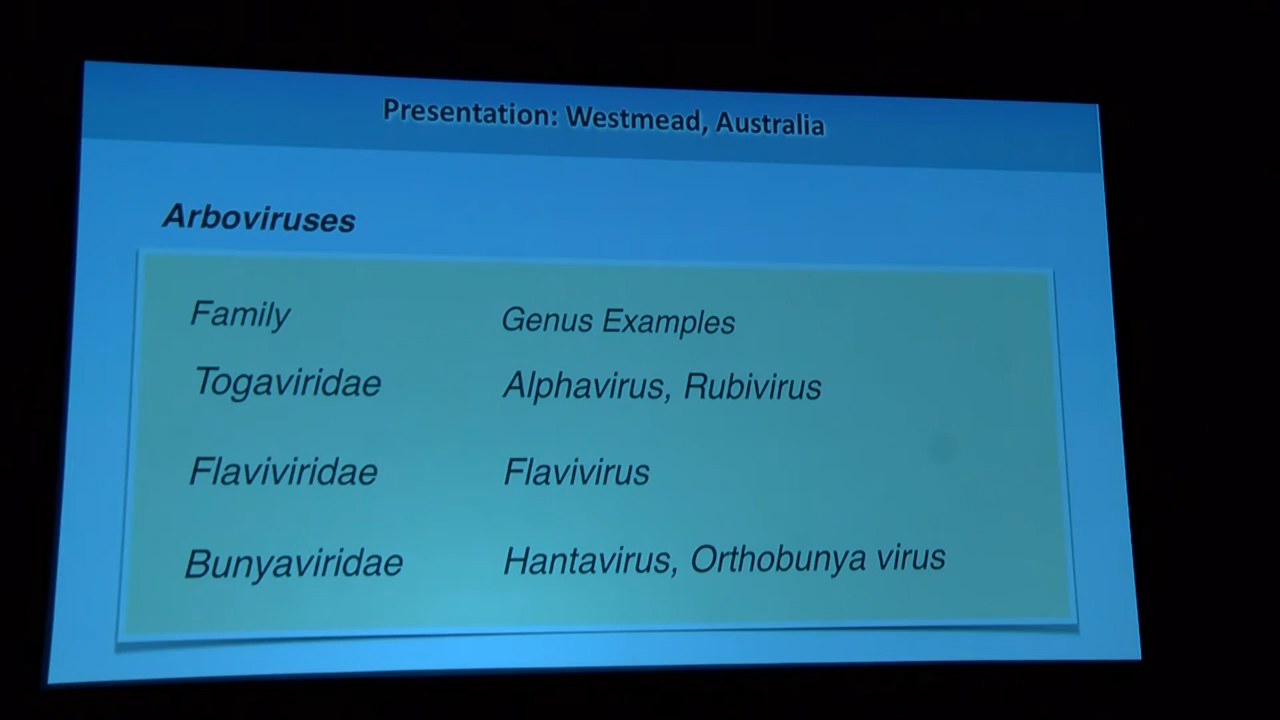 Presentation: Westmead, Australia
Arboviruses
Family Genus Examples
Togaviridae Alphavirus, Rubivirus
Flaviviridae Flavivirus
Bunyaviridae Hantavirus, Orthobunya virus